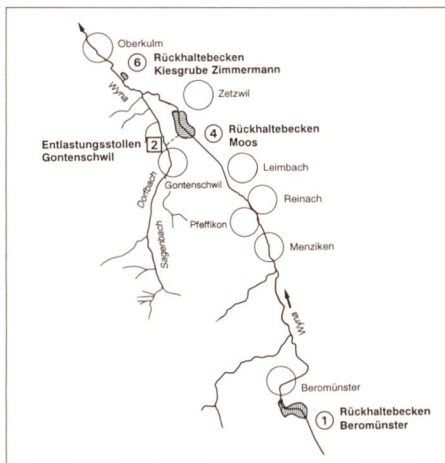 Oberkulm
6 Rückhaltebecken
Kiesgrube Zimmermann
Wyna
Zetzwil
Entlastungsstollen 2
Gontenschwil
4 Rückhaltebecken
Moos
Leimbach
Gontenschwil
Dorfbach
Reinach
Pfeffikon
Sagenbach
Menziken
Wyna
Beromünster
1 Rückhaltebecken
Beromünster